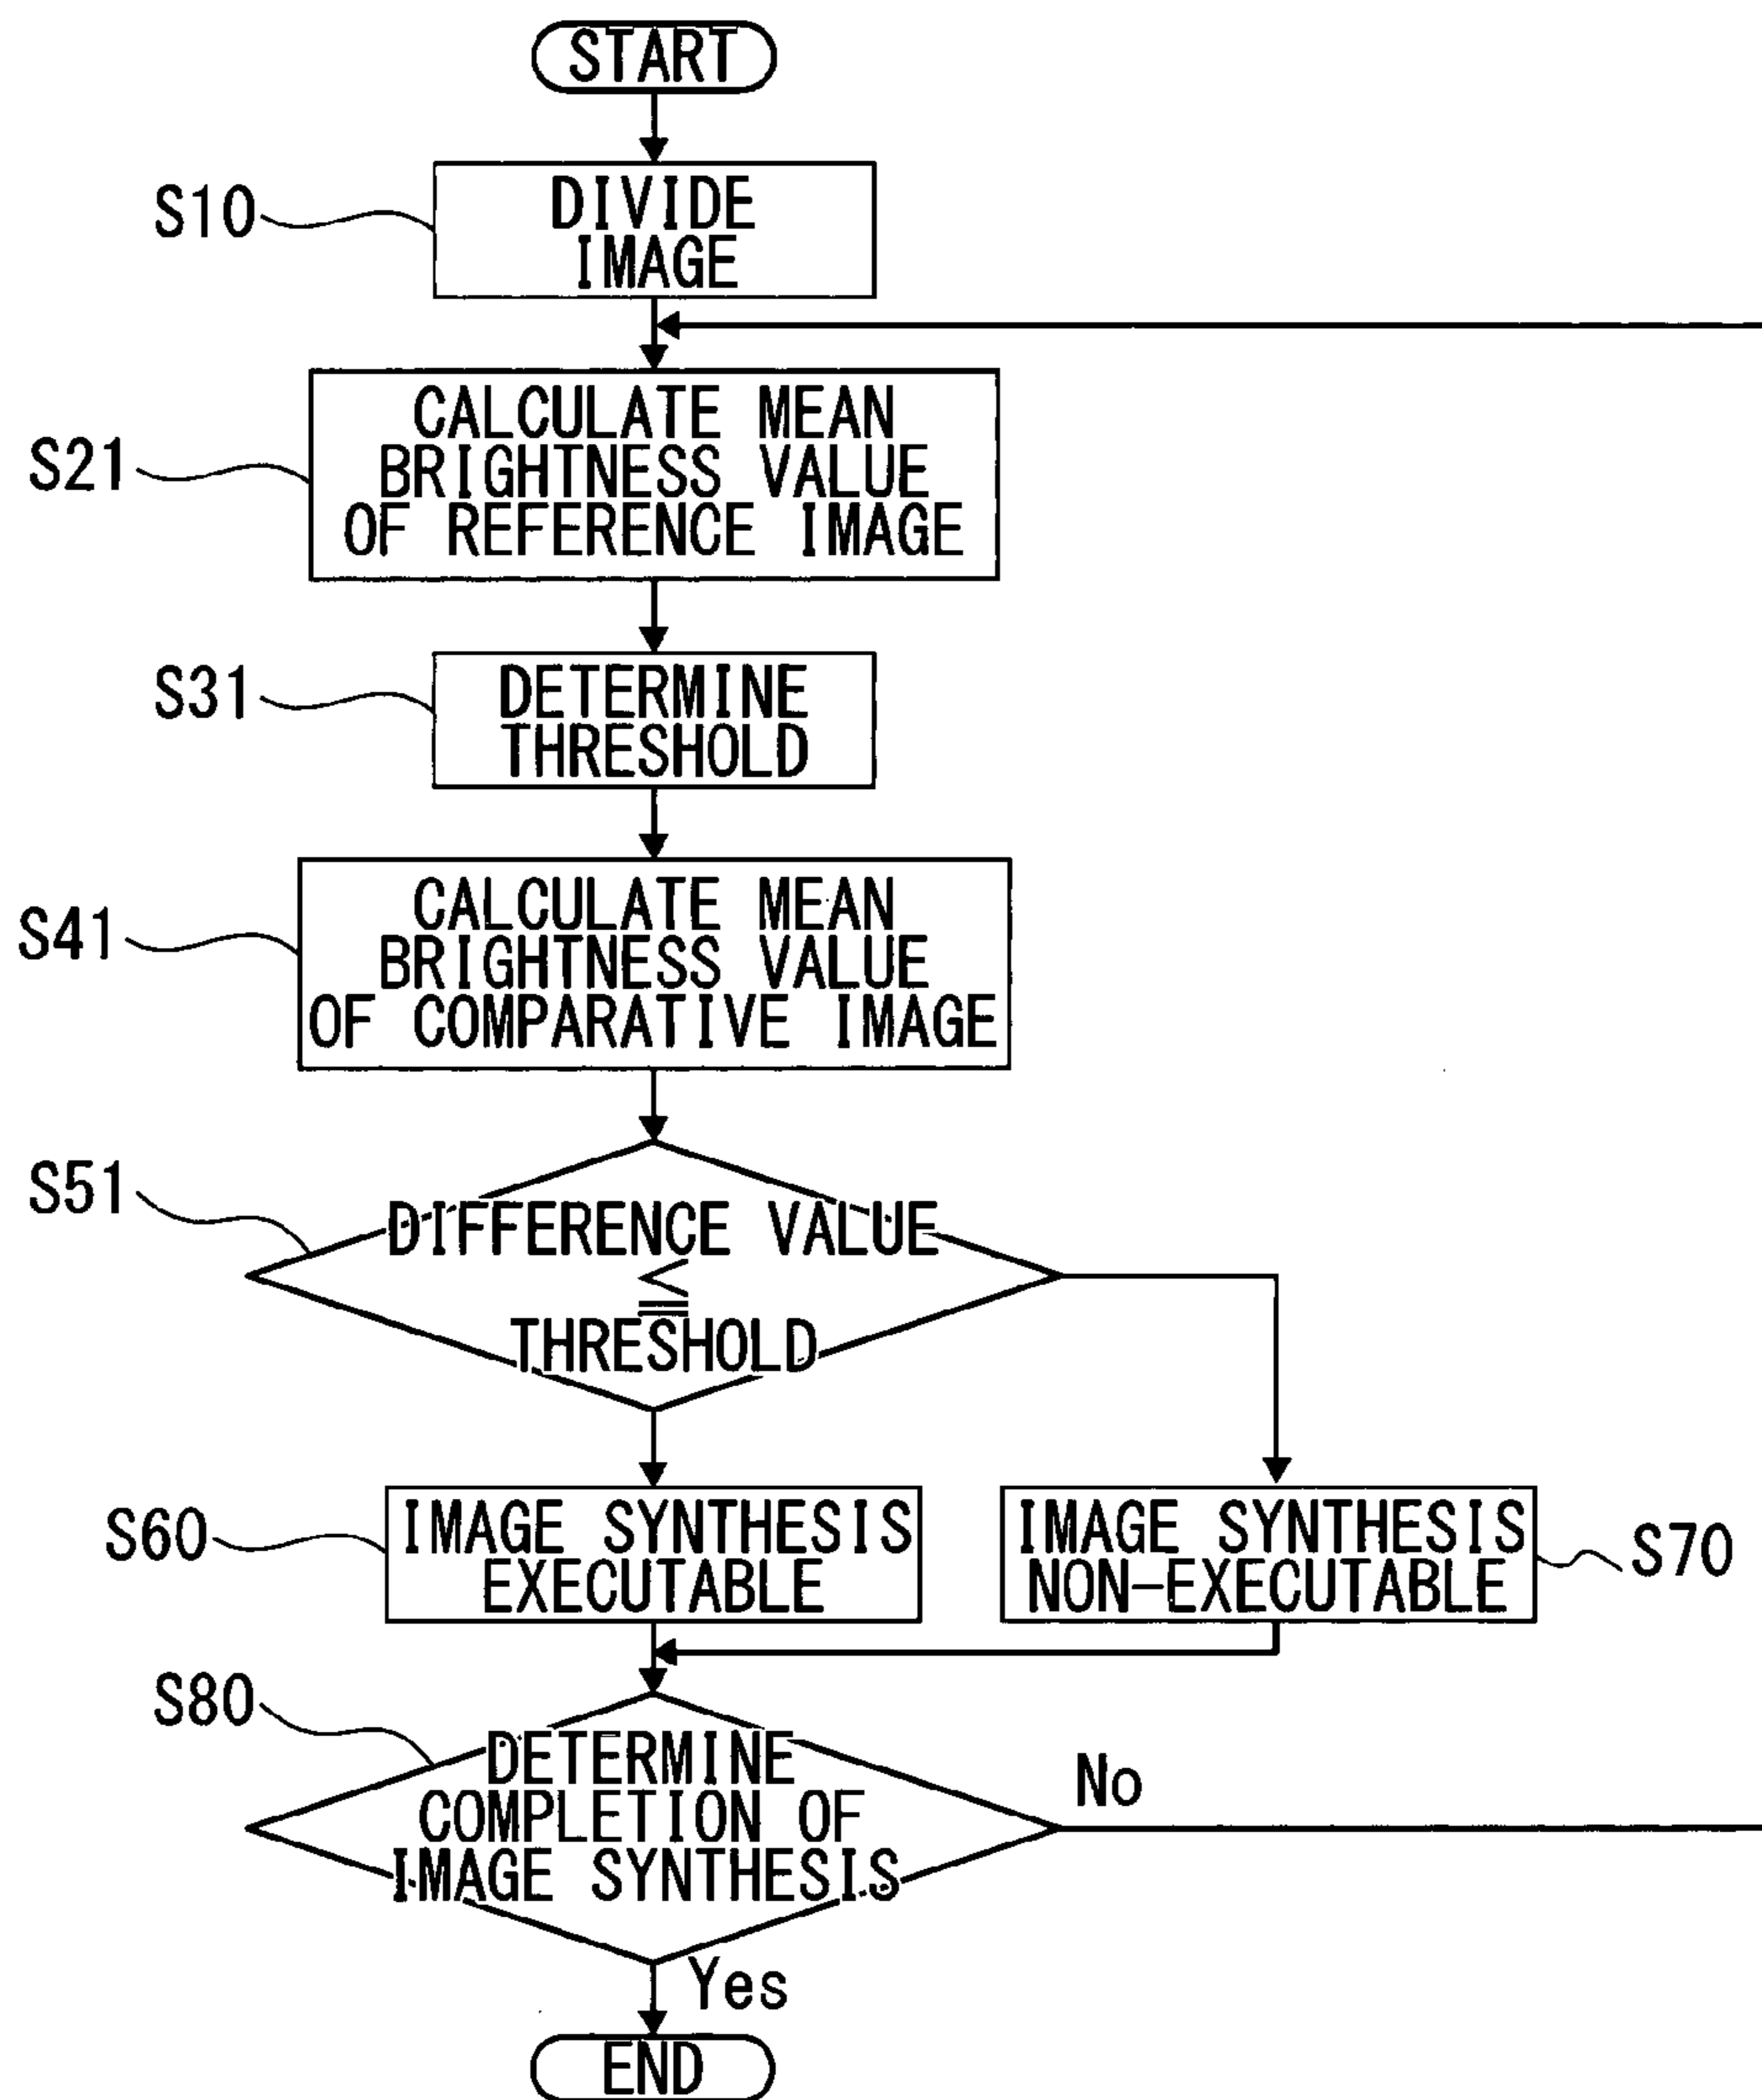 START
S10
DIVIDE
IMAGE
S21
CALCULATE MEAN
BRIGHTNESS VALUE
OF REFERENCE IMAGE
S31
DETERMINE
THRESHOLD
S41
CALCULATE MEAN
BRIGHTNESS VALUE
OF COMPARATIVE IMAGE
S51
DIFFERENCE VALUE
≦
THRESHOLD
S60
IMAGE SYNTHESIS
EXECUTABLE
IMAGE SYNTHESIS
NON-EXECUTABLE
S70
S80
DETERMINE
COMPLETION OF
IMAGE SYNTHESIS
No
Yes
END